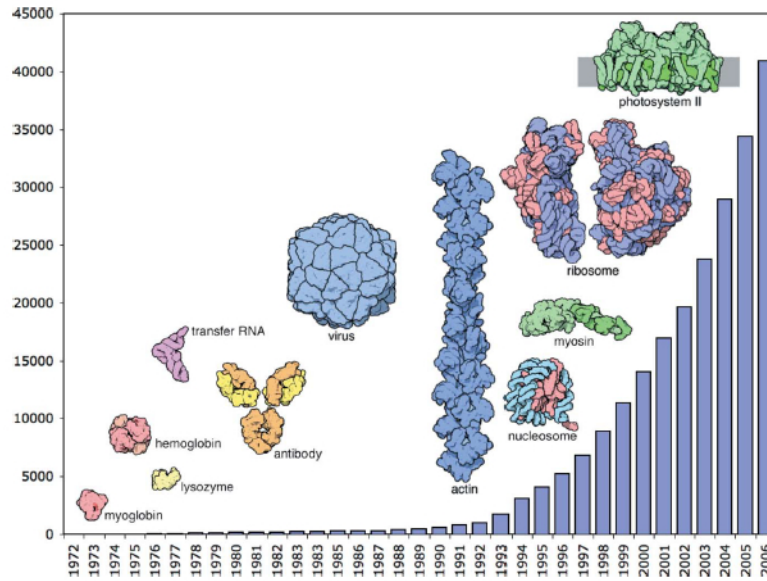 45000
40000
35000
30000
25000
20000
15000
10000
5000
0
photosystem II
ribosome
virus
transfer RNA
myosin
hemoglobin
antibody
nucleosome
lysozyme
actin
myoglobin
1972 1973 1974 1975 1976 1977 1978 1979 1980 1981 1982 1983 1983 1985 1986 1987 1988 1989 1990 1991 1992 1993 1994 1995 1996 1997 1998 1999 2000 2001 2002 2003 2004 2005 2006